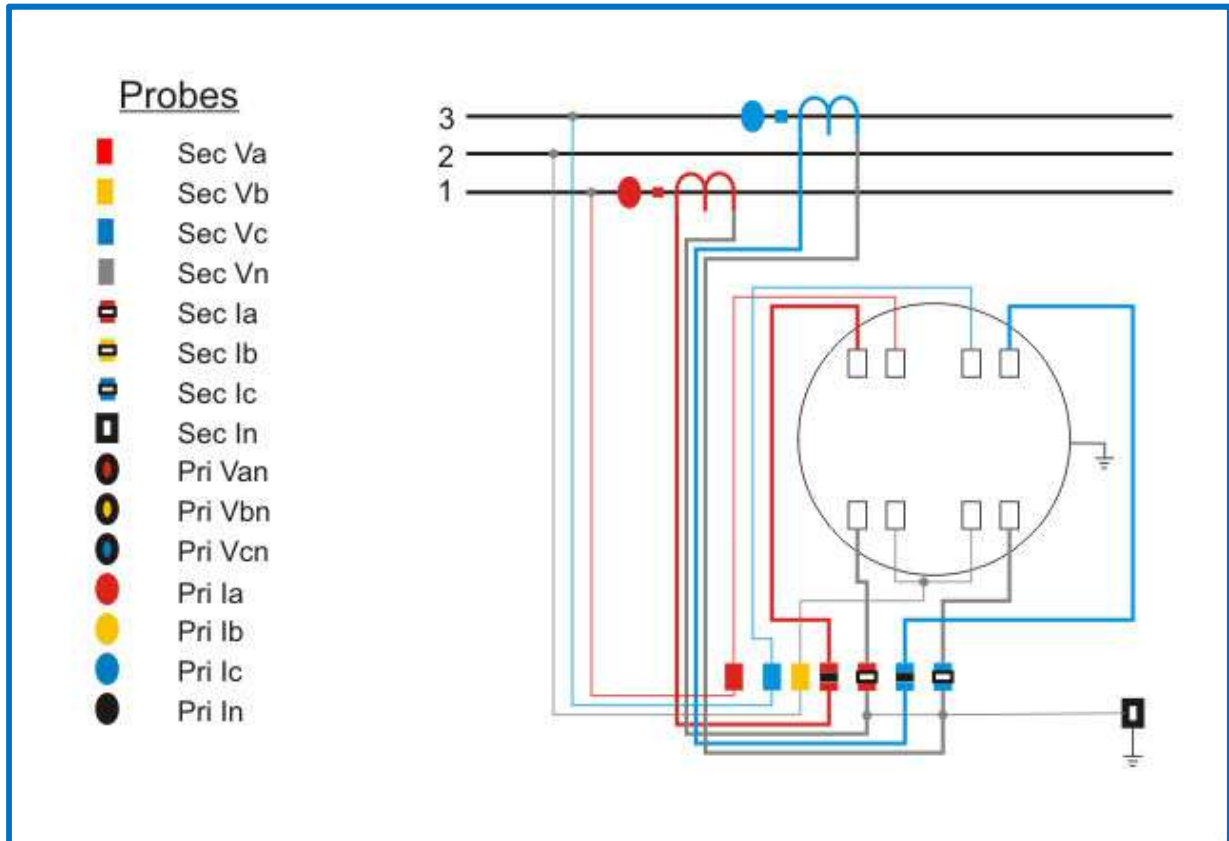 Probes
Sec Va
Sec Vb
Sec Vc
Sec Vn
Sec Ia
Sec Ib
Sec Ic
Sec In
Pri Van
Pri Vbn
Pri Vcn
Pri Ia
Pri Ib
Pri Ic
Pri In
3
2
1